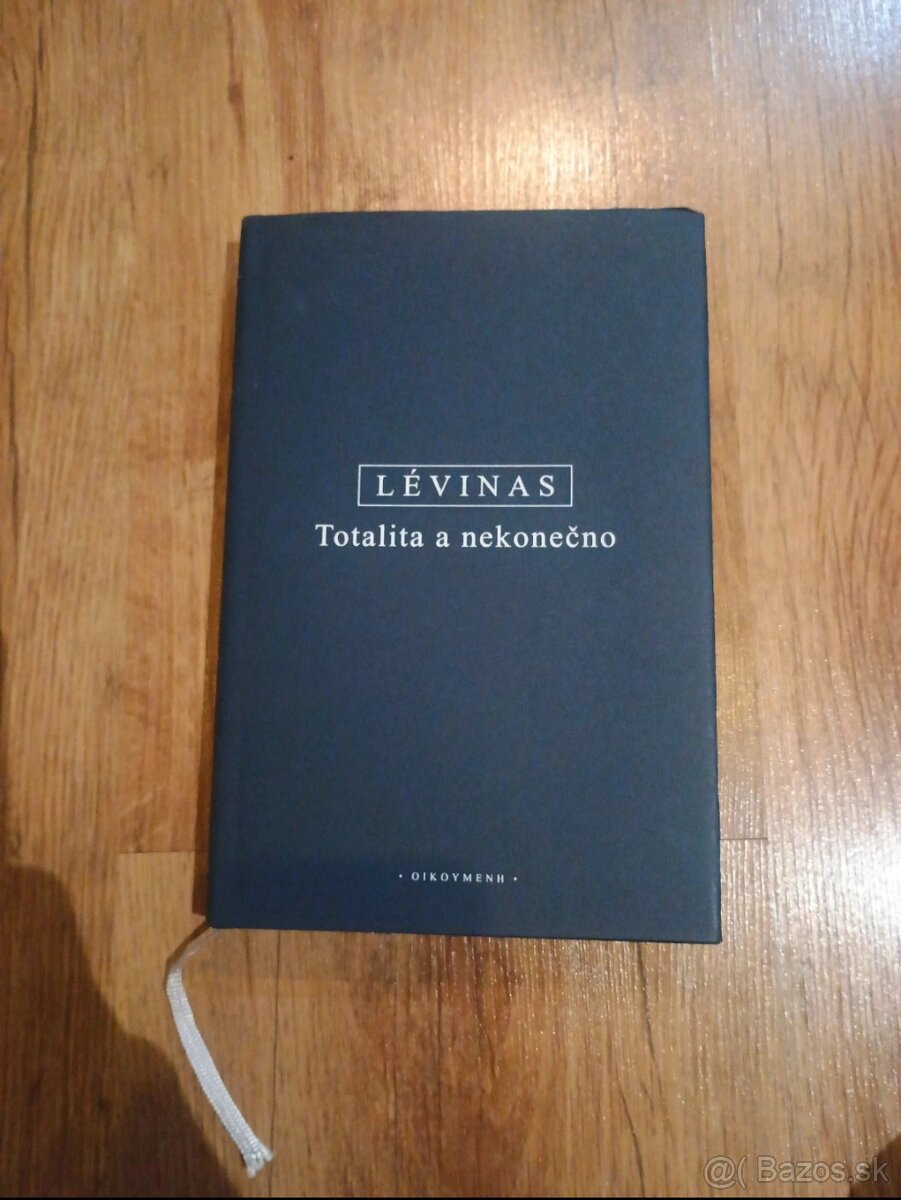 LÉVINAS
Totalita a nekonečno
• OIKOYMENH •
@( Bazos.sk